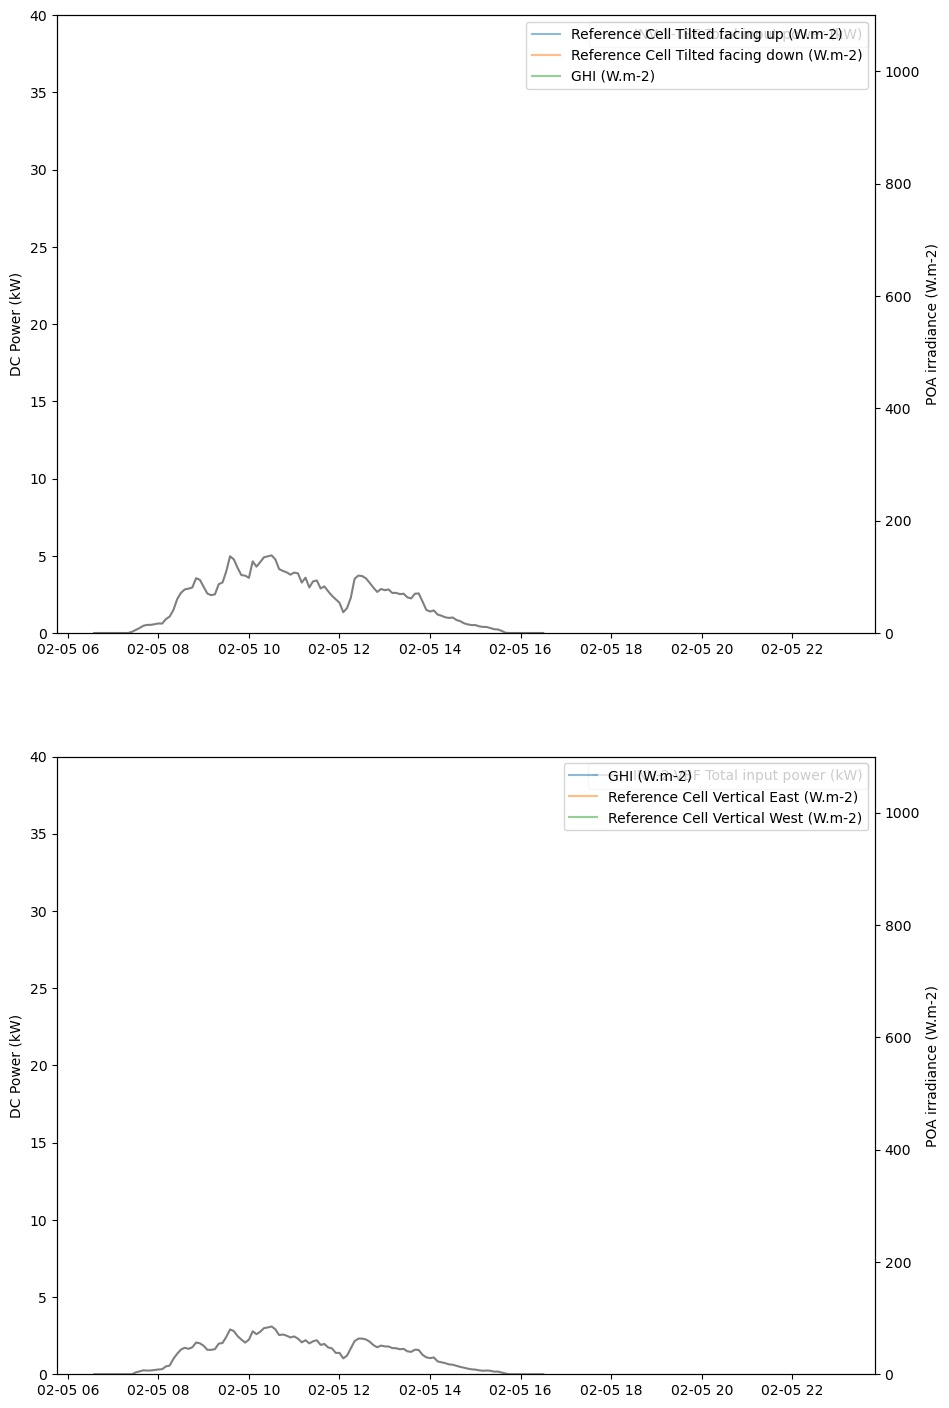 40
35
30
25
20
15
10
5
0
DC Power (kW)
Reference Cell Tilted facing up (W.m-2)
Reference Cell Tilted facing down (W.m-2)
GHI (W.m-2)
1000
800
600
400
200
0
POA irradiance (W.m-2)
02-05 06 02-05 08 02-05 10 02-05 12 02-05 14 02-05 16 02-05 18 02-05 20 02-05 22
40
35
30
25
20
15
10
5
0
DC Power (kW)
GHI (W.m-2) Total input power (kW)
Reference Cell Vertical East (W.m-2)
Reference Cell Vertical West (W.m-2)
1000
800
600
400
200
0
POA irradiance (W.m-2)
02-05 06 02-05 08 02-05 10 02-05 12 02-05 14 02-05 16 02-05 18 02-05 20 02-05 22